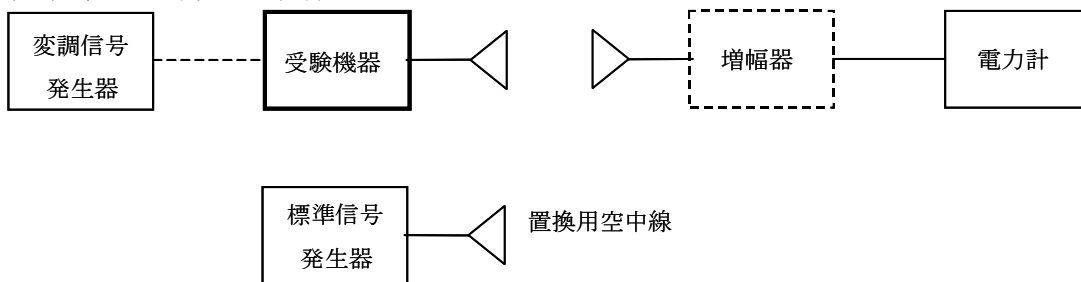 変調信号
発生器
受験機器
増幅器
電力計
標準信号
発生器
置換用空中線